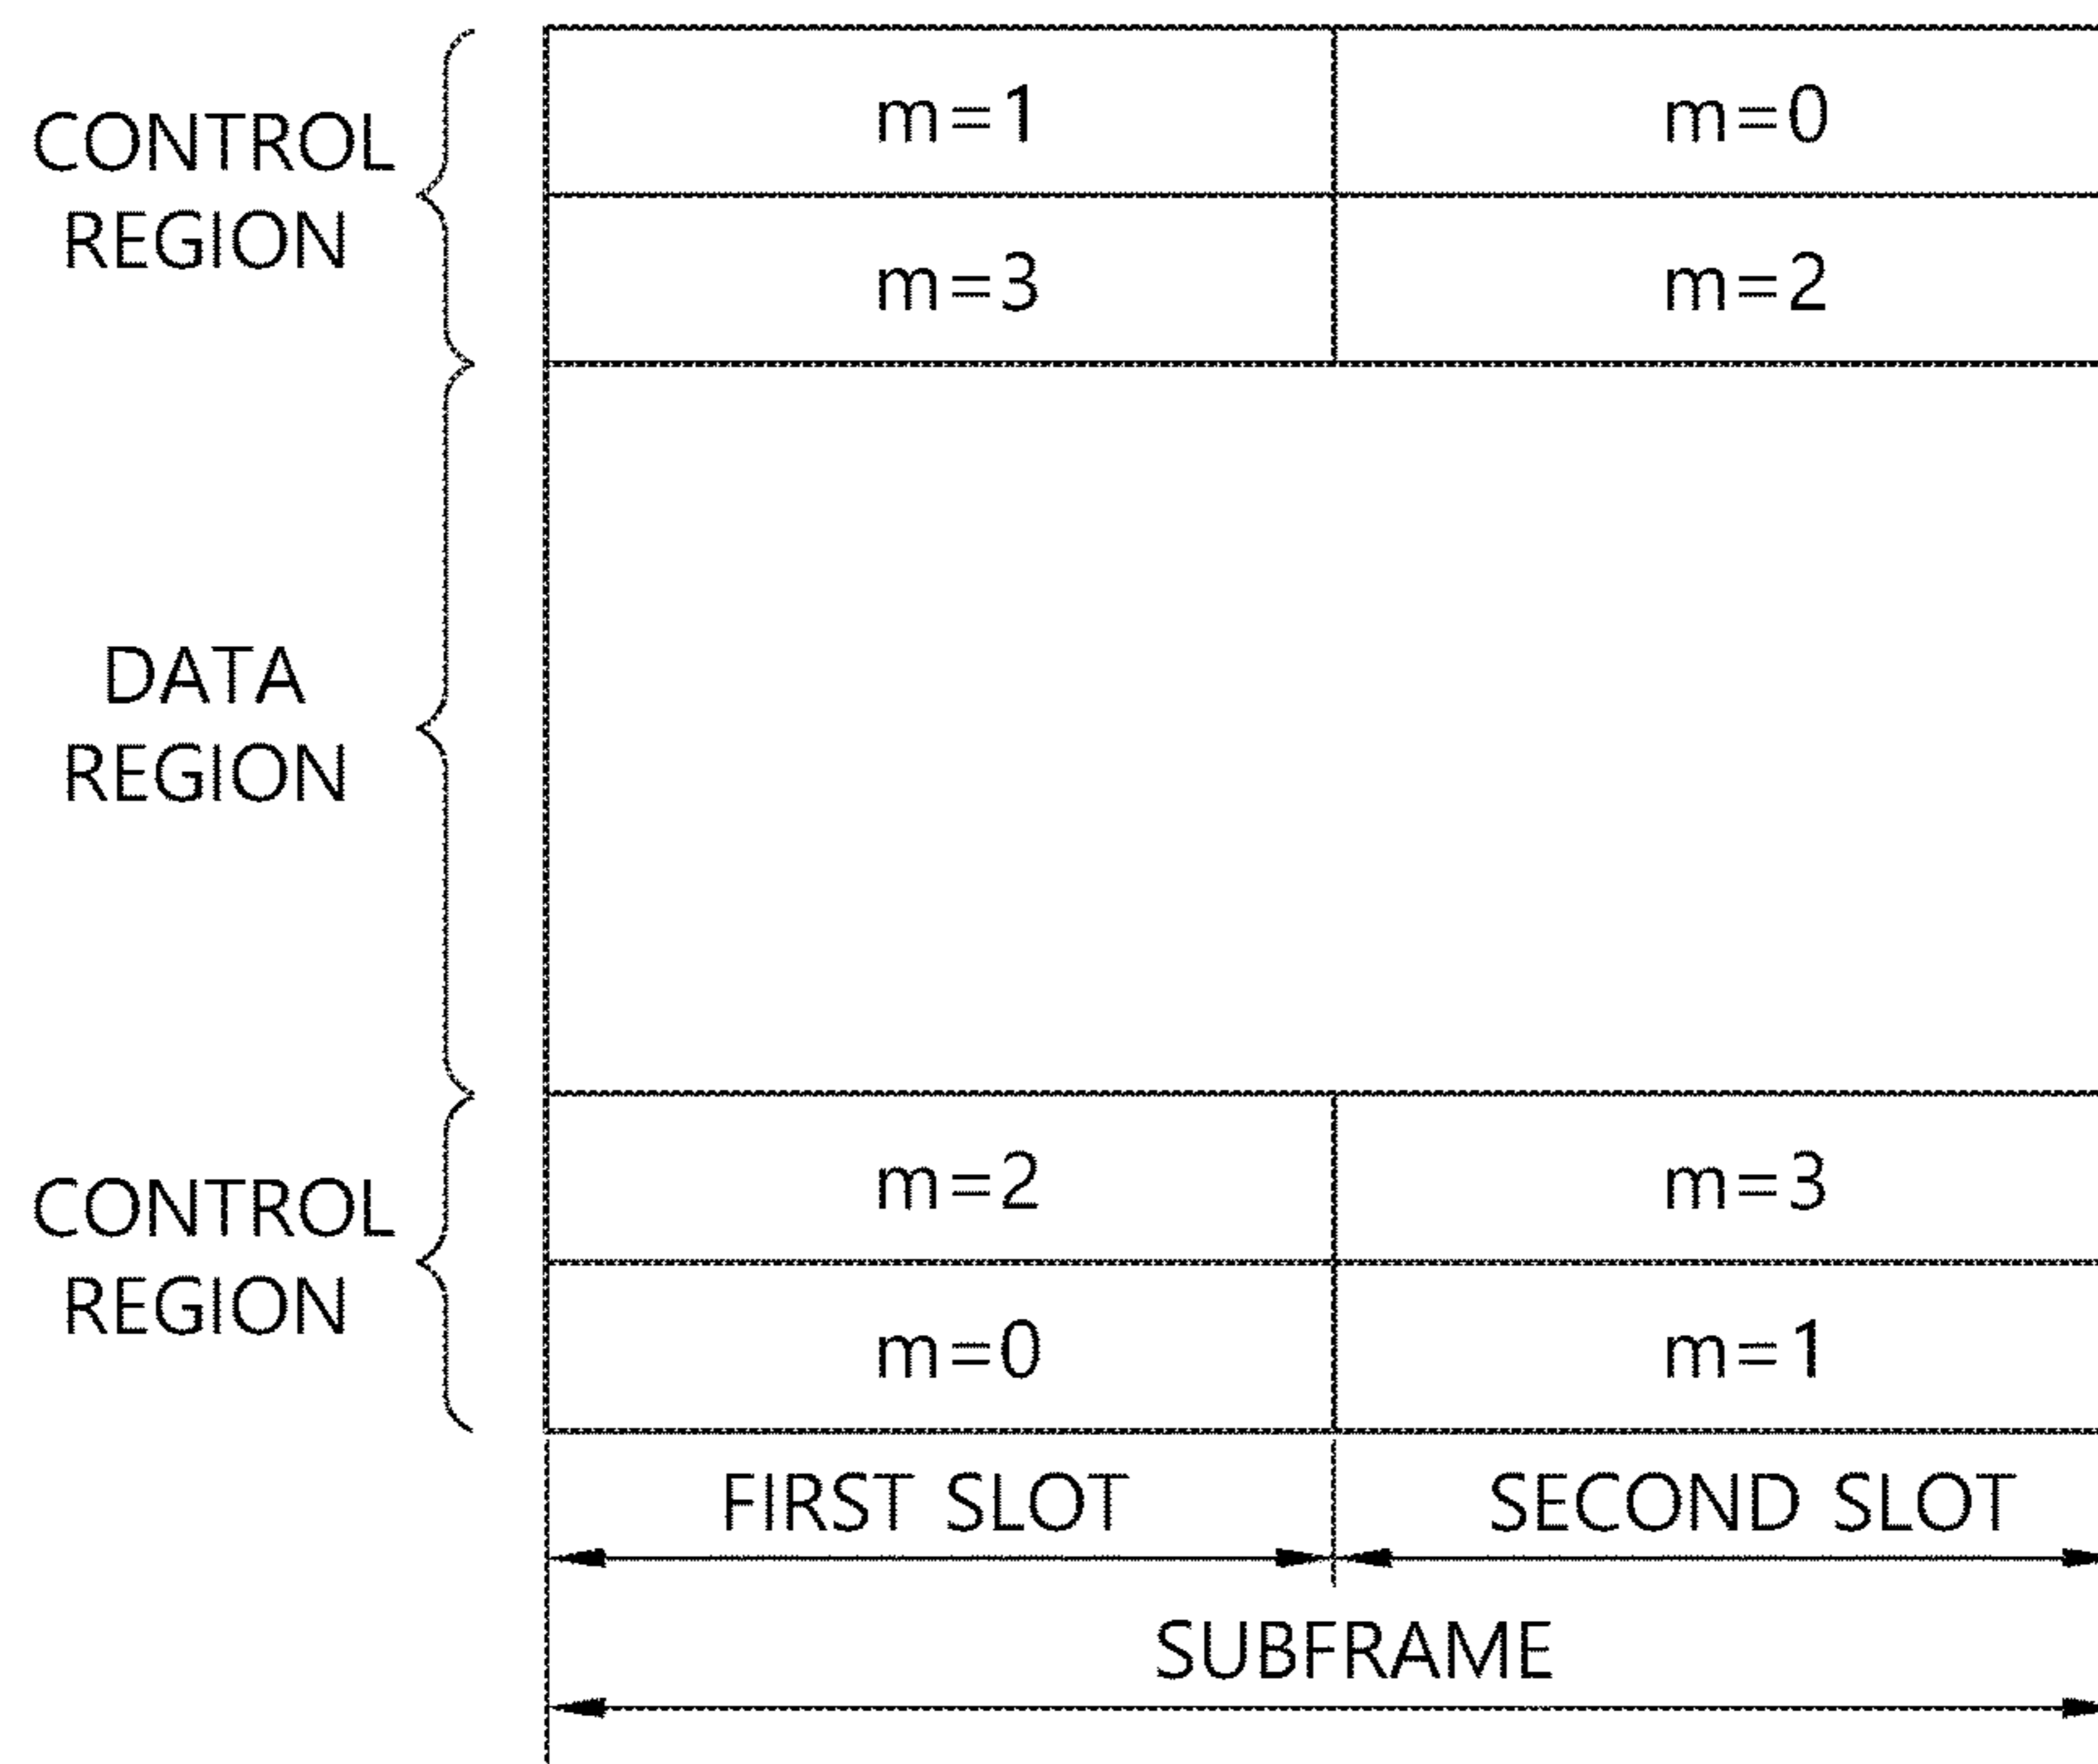 CONTROL
REGION
m=1
m=0
m=3
m=2
DATA
REGION
CONTROL
REGION
m=2
m=3
m=0
m=1
FIRST SLOT
SECOND SLOT
SUBFRAME